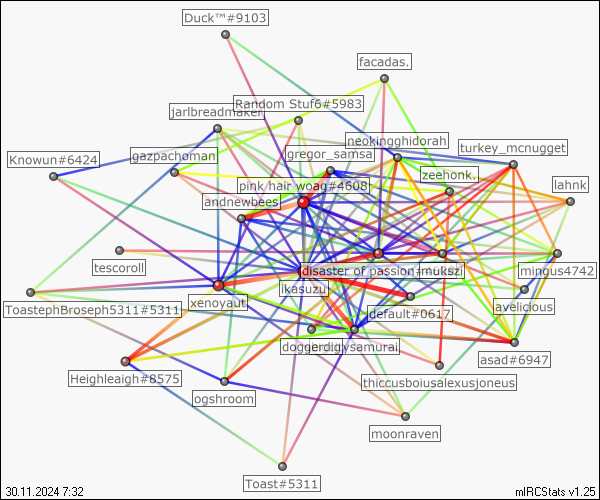 Duck™#9103
facadas.
Random Stuf6#5983
jarlbreadmaker
neokingghidorah
turkey_mcnugget
Knowun#6424
gazpachoman
gregor_samsa
zeehonk.
pink hair woag#4608
lahnk
andnewbees
tescoroll
disaster of passion
mukszi
mingus4742
xenoyaut
ikasuzu
ToastephBroseph5311#5311
default#0617
avelicious
doggerdigysamurai
asad#6947
Heighleaigh#8575
thiccusboiusalexusjoneus
ogshroom
moonraven
Toast#5311
30.11.2024 7:32
mIRCStats v1.25